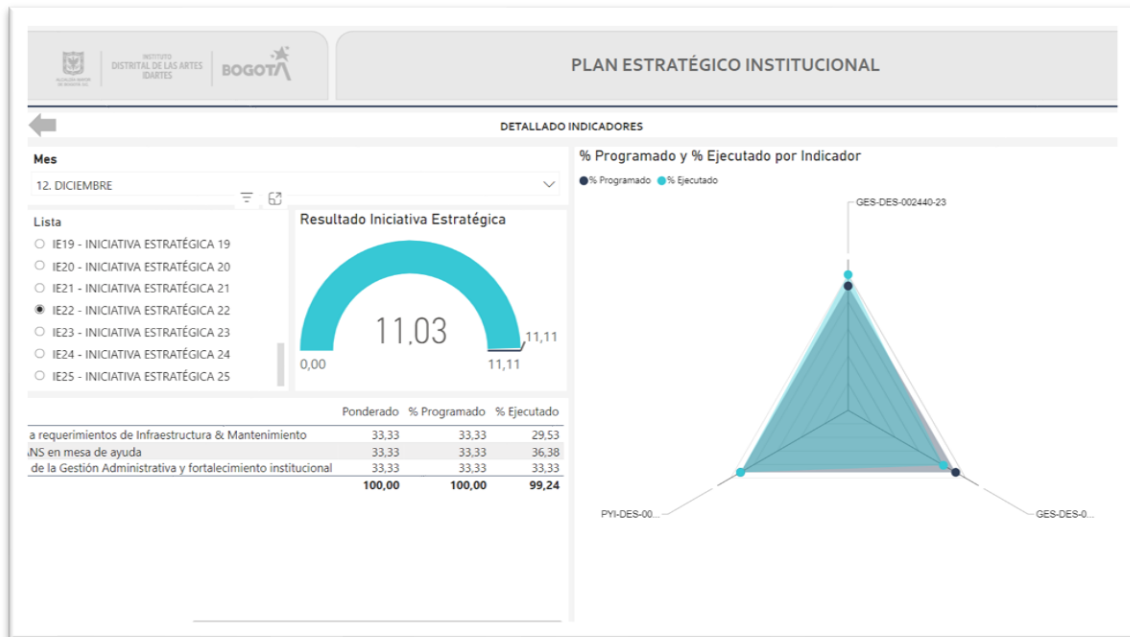 INSTITUTO
DISTRITAL DE LAS ARTES
IDARTES
BOGOTÁ
PLAN ESTRATÉGICO INSTITUCIONAL
DETALLADO INDICADORES
Mes
12. DICIEMBRE
Lista
IE19 - INICIATIVA ESTRATÉGICA 19
IE20 - INICIATIVA ESTRATÉGICA 20
IE21 - INICIATIVA ESTRATÉGICA 21
IE22 - INICIATIVA ESTRATÉGICA 22
IE23 - INICIATIVA ESTRATÉGICA 23
IE24 - INICIATIVA ESTRATÉGICA 24
IE25 - INICIATIVA ESTRATÉGICA 25
Resultado Iniciativa Estratégica
11,03
11,11
0,00 11,11
Ponderado % Programado % Ejecutado
a requerimientos de Infraestructura & Mantenimiento 33,33 33,33 29,53
NS en mesa de ayuda 33,33 33,33 36,38
de la Gestión Administrativa y fortalecimiento institucional 33,33 33,33 33,33
100,00 100,00 99,24
% Programado y % Ejecutado por Indicador
% Programado % Ejecutado
GES-DES-002440-23
PYI-DES-00... GES-DES-0...